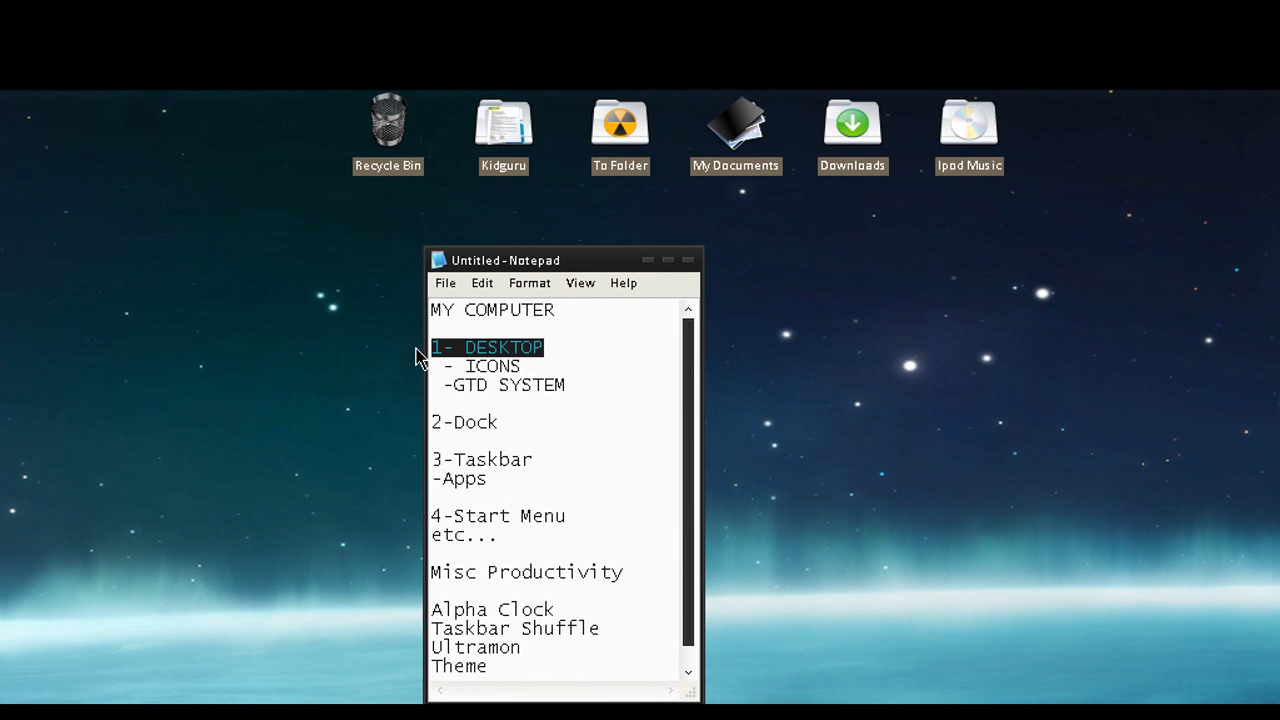 Recycle Bin
Kidguru
To Folder
My Documents
Downloads
Ipod Music
Untitled - Notepad
File Edit Format View Help
MY COMPUTER
1- DESKTOP
- ICONS
-GTD SYSTEM
2-Dock
3-Taskbar
-Apps
4-Start Menu
etc...
Misc Productivity
Alpha Clock
Taskbar Shuffle
Ultramon
Theme